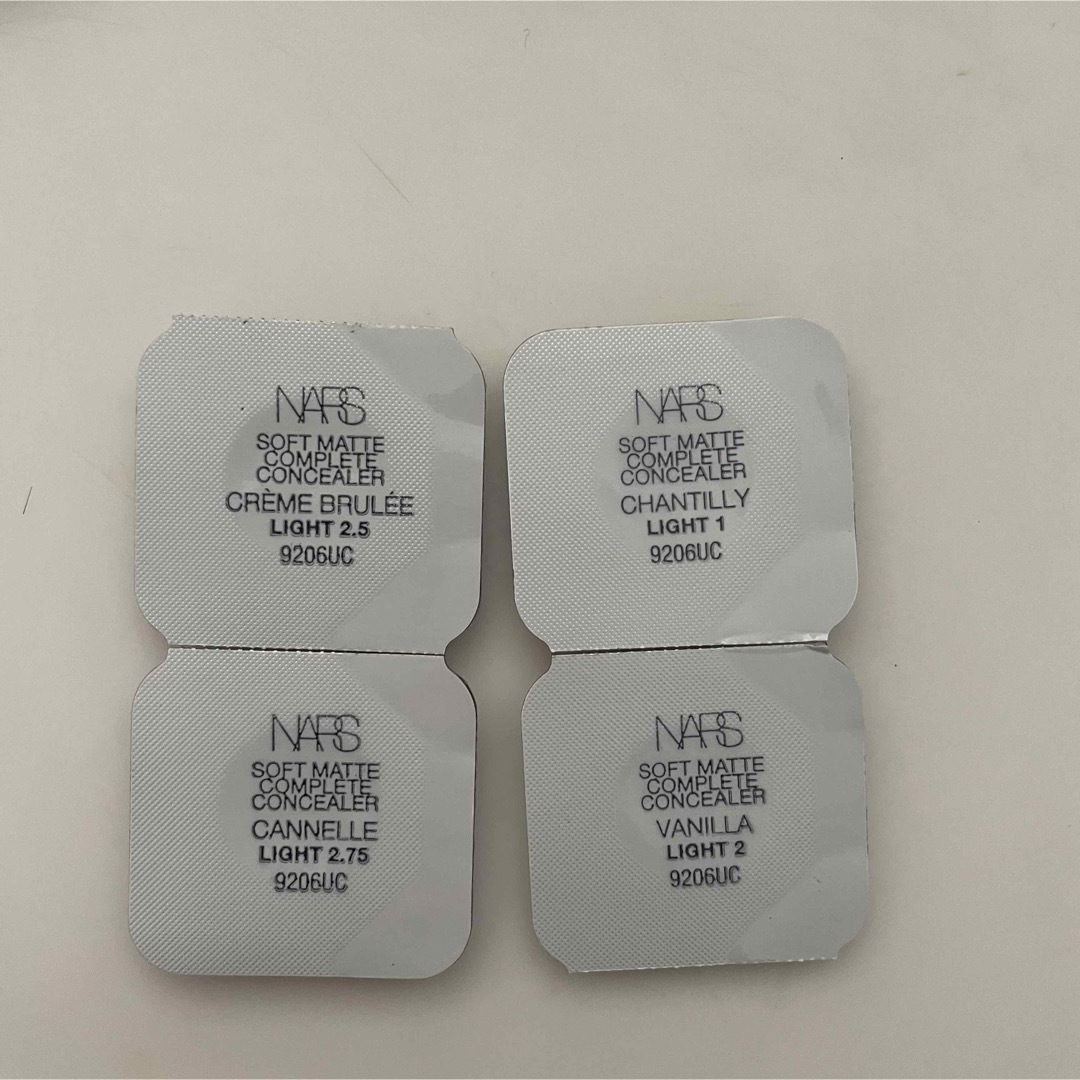 NARS
SOFT MATTE
COMPLETE
CONCEALER
CRÈME BRULÉE
LIGHT 2.5
9206UC
NARS
SOFT MATTE
COMPLETE
CONCEALER
CHANTILLY
LIGHT 1
9206UC
NARS
SOFT MATTE
COMPLETE
CONCEALER
CANNELLE
LIGHT 2.75
9206UC
NARS
SOFT MATTE
COMPLETE
CONCEALER
VANILLA
LIGHT 2
9206UC